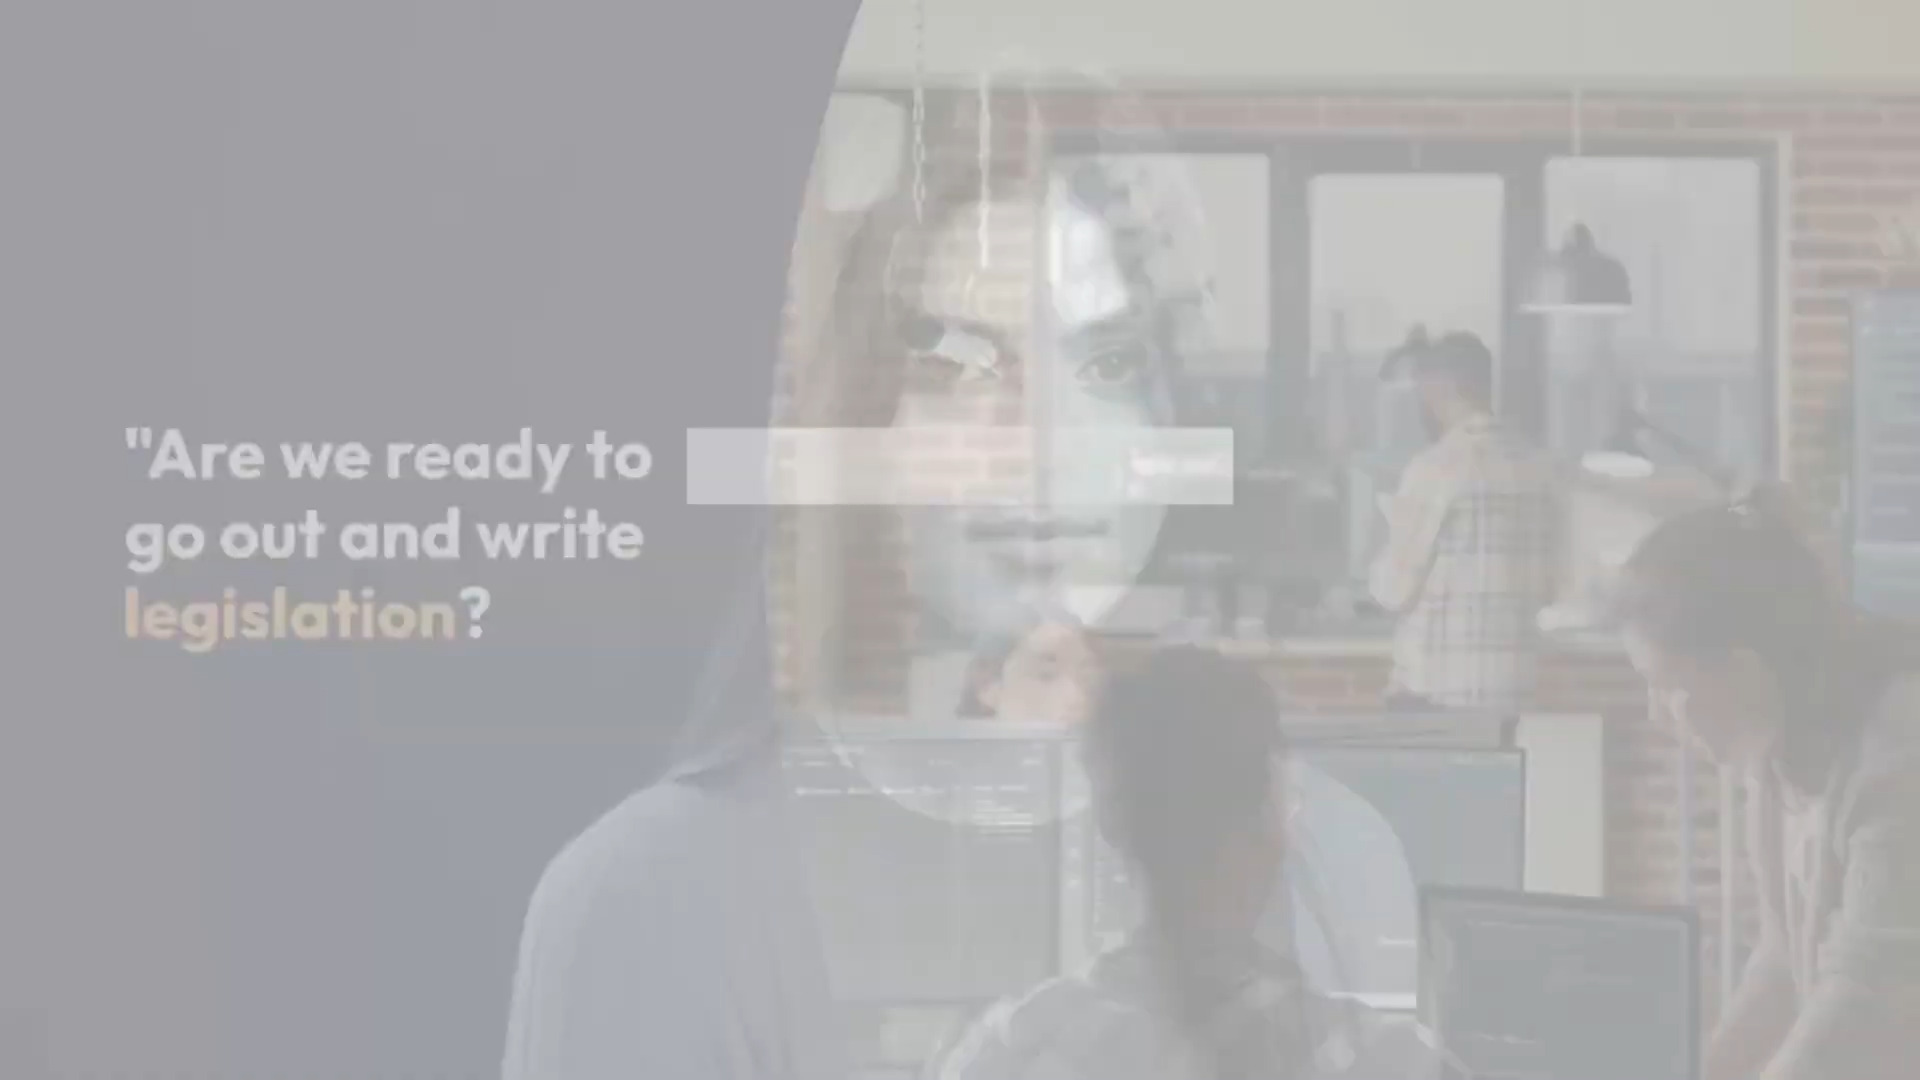 "Are we ready to
go out and write
legislation?